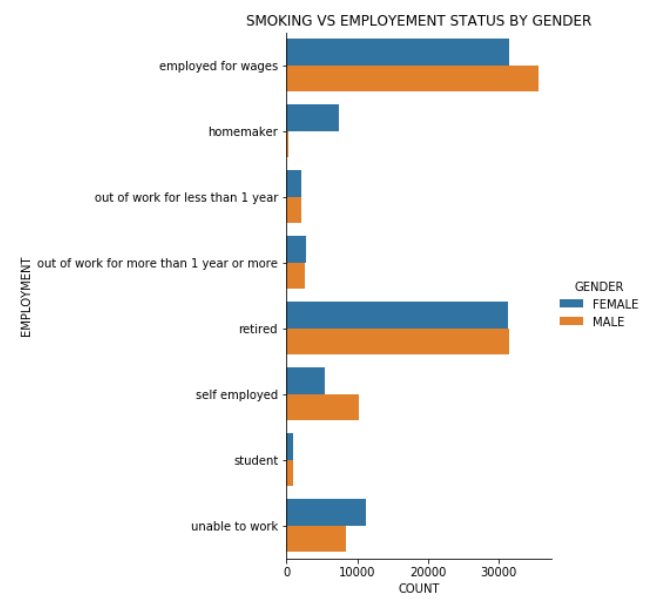 SMOKING VS EMPLOYEMENT STATUS BY GENDER
employed for wages
homemaker
out of work for less than 1 year
out of work for more than 1 year or more
retired
self employed
student
unable to work
EMPLOYMENT
0 10000 20000 30000
COUNT
GENDER
FEMALE
MALE